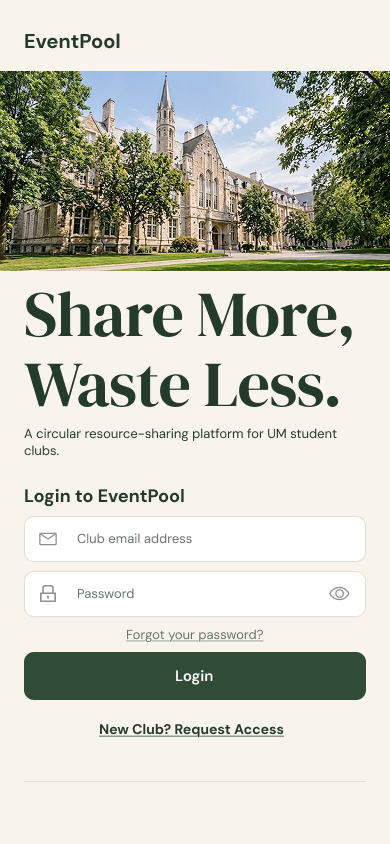 EventPool
Share More,
Waste Less.
A circular resource-sharing platform for UM student
clubs.
Login to EventPool
Club email address
Password
Forgot your password?
Login
New Club? Request Access